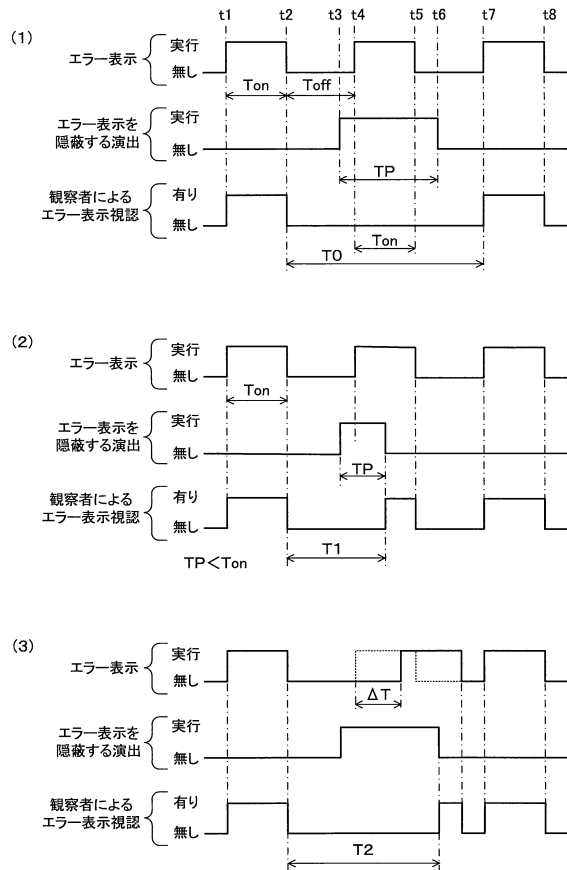 t1 t2 t3 t4 t5 t6 t7 t8
(1)
エラー表示
実行
無し
Ton
Toff
エラー表示を
隠蔽する演出
実行
無し
TP
観察者による
エラー表示視認
有り
無し
Ton
T0
(2)
エラー表示
実行
無し
Ton
エラー表示を
隠蔽する演出
実行
無し
TP
観察者による
エラー表示視認
有り
無し
T1
TP<Ton
(3)
エラー表示
実行
無し
ΔT
エラー表示を
隠蔽する演出
実行
無し
観察者による
エラー表示視認
有り
無し
T2